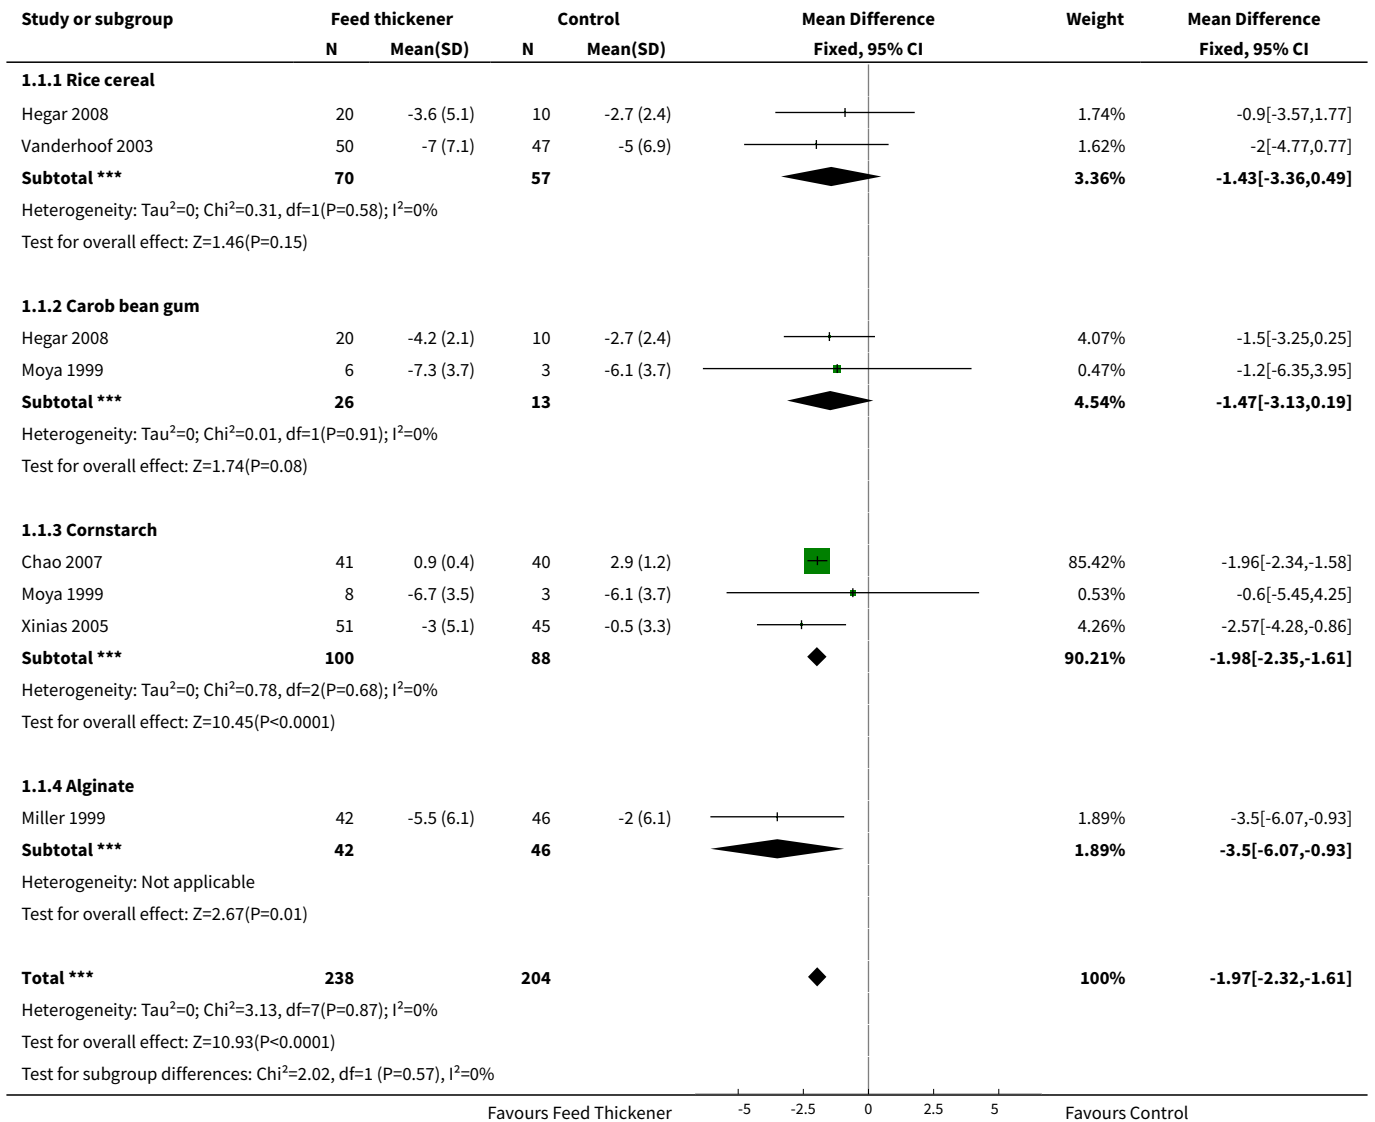 Study or subgroup Feed thickener Control Mean Difference Weight Mean Difference
N Mean(SD) N Mean(SD) Fixed, 95% CI Fixed, 95% CI
1.1.1 Rice cereal
Hegar 2008 20 -3.6 (5.1) 10 -2.7 (2.4) 1.74% -0.9[-3.57,1.77]
Vanderhoof 2003 50 -7 (7.1) 47 -5 (6.9) 1.62% -2[-4.77,0.77]
Subtotal *** 70 57 3.36% -1.43[-3.36,0.49]
Heterogeneity: Tau²=0; Chi²=0.31, df=1(P=0.58); I²=0%
Test for overall effect: Z=1.46(P=0.15)
1.1.2 Carob bean gum
Hegar 2008 20 -4.2 (2.1) 10 -2.7 (2.4) 4.07% -1.5[-3.25,0.25]
Moya 1999 6 -7.3 (3.7) 3 -6.1 (3.7) 0.47% -1.2[-6.35,3.95]
Subtotal *** 26 13 4.54% -1.47[-3.13,0.19]
Heterogeneity: Tau²=0; Chi²=0.01, df=1(P=0.91); I²=0%
Test for overall effect: Z=1.74(P=0.08)
1.1.3 Cornstarch
Chao 2007 41 0.9 (0.4) 40 2.9 (1.2) 85.42% -1.96[-2.34,-1.58]
Moya 1999 8 -6.7 (3.5) 3 -6.1 (3.7) 0.53% -0.6[-5.45,4.25]
Xinias 2005 51 -3 (5.1) 45 -0.5 (3.3) 4.26% -2.57[-4.28,-0.86]
Subtotal *** 100 88 90.21% -1.98[-2.35,-1.61]
Heterogeneity: Tau²=0; Chi²=0.78, df=2(P=0.68); I²=0%
Test for overall effect: Z=10.45(P<0.0001)
1.1.4 Alginate
Miller 1999 42 -5.5 (6.1) 46 -2 (6.1) 1.89% -3.5[-6.07,-0.93]
Subtotal *** 42 46 1.89% -3.5[-6.07,-0.93]
Heterogeneity: Not applicable
Test for overall effect: Z=2.67(P=0.01)
Total *** 238 204 100% -1.97[-2.32,-1.61]
Heterogeneity: Tau²=0; Chi²=3.13, df=7(P=0.87); I²=0%
Test for overall effect: Z=10.93(P<0.0001)
Test for subgroup differences: Chi²=2.02, df=1 (P=0.57), I²=0%
Favours Feed Thickener -5 -2.5 0 2.5 5 Favours Control